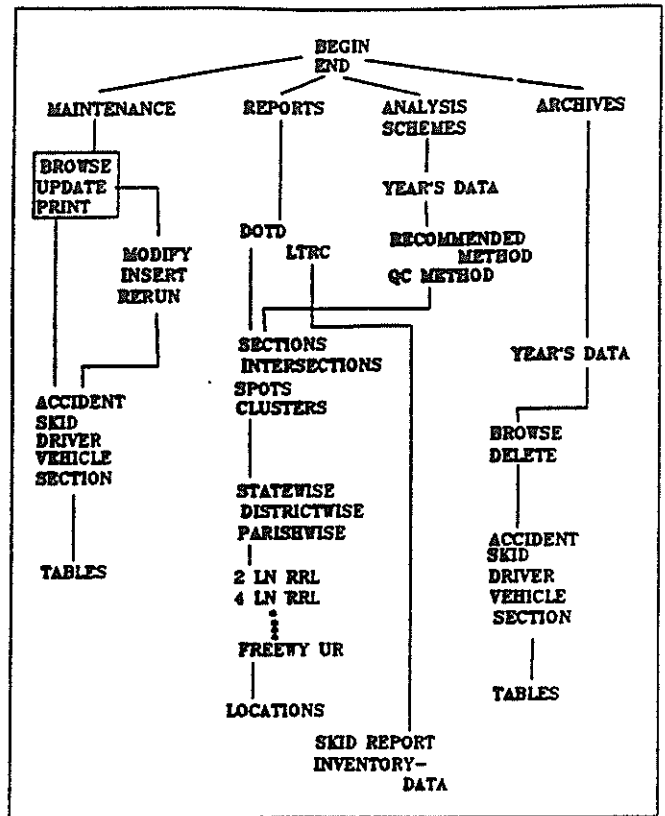 BEGIN
END
MAINTENANCE
REPORTS
ANALYSIS
SCHEMES
ARCHIVES
BROWSE
UPDATE
PRINT
MODIFY
INSERT
RERUN
ACCIDENT
SKID
DRIVER
VEHICLE
SECTION
TABLES
DOTD
LTRC
SECTIONS
INTERSECTIONS
SPOTS
CLUSTERS
STATEWISE
DISTRICTWISE
PARISHWISE
2 LN RRL
4 LN RRL
FREEWY UR
LOCATIONS
SKID REPORT
INVENTORY-
DATA
YEAR'S DATA
RECOMMENDED
METHOD
QC METHOD
YEAR'S DATA
BROWSE
DELETE
ACCIDENT
SKID
DRIVER
VEHICLE
SECTION
TABLES